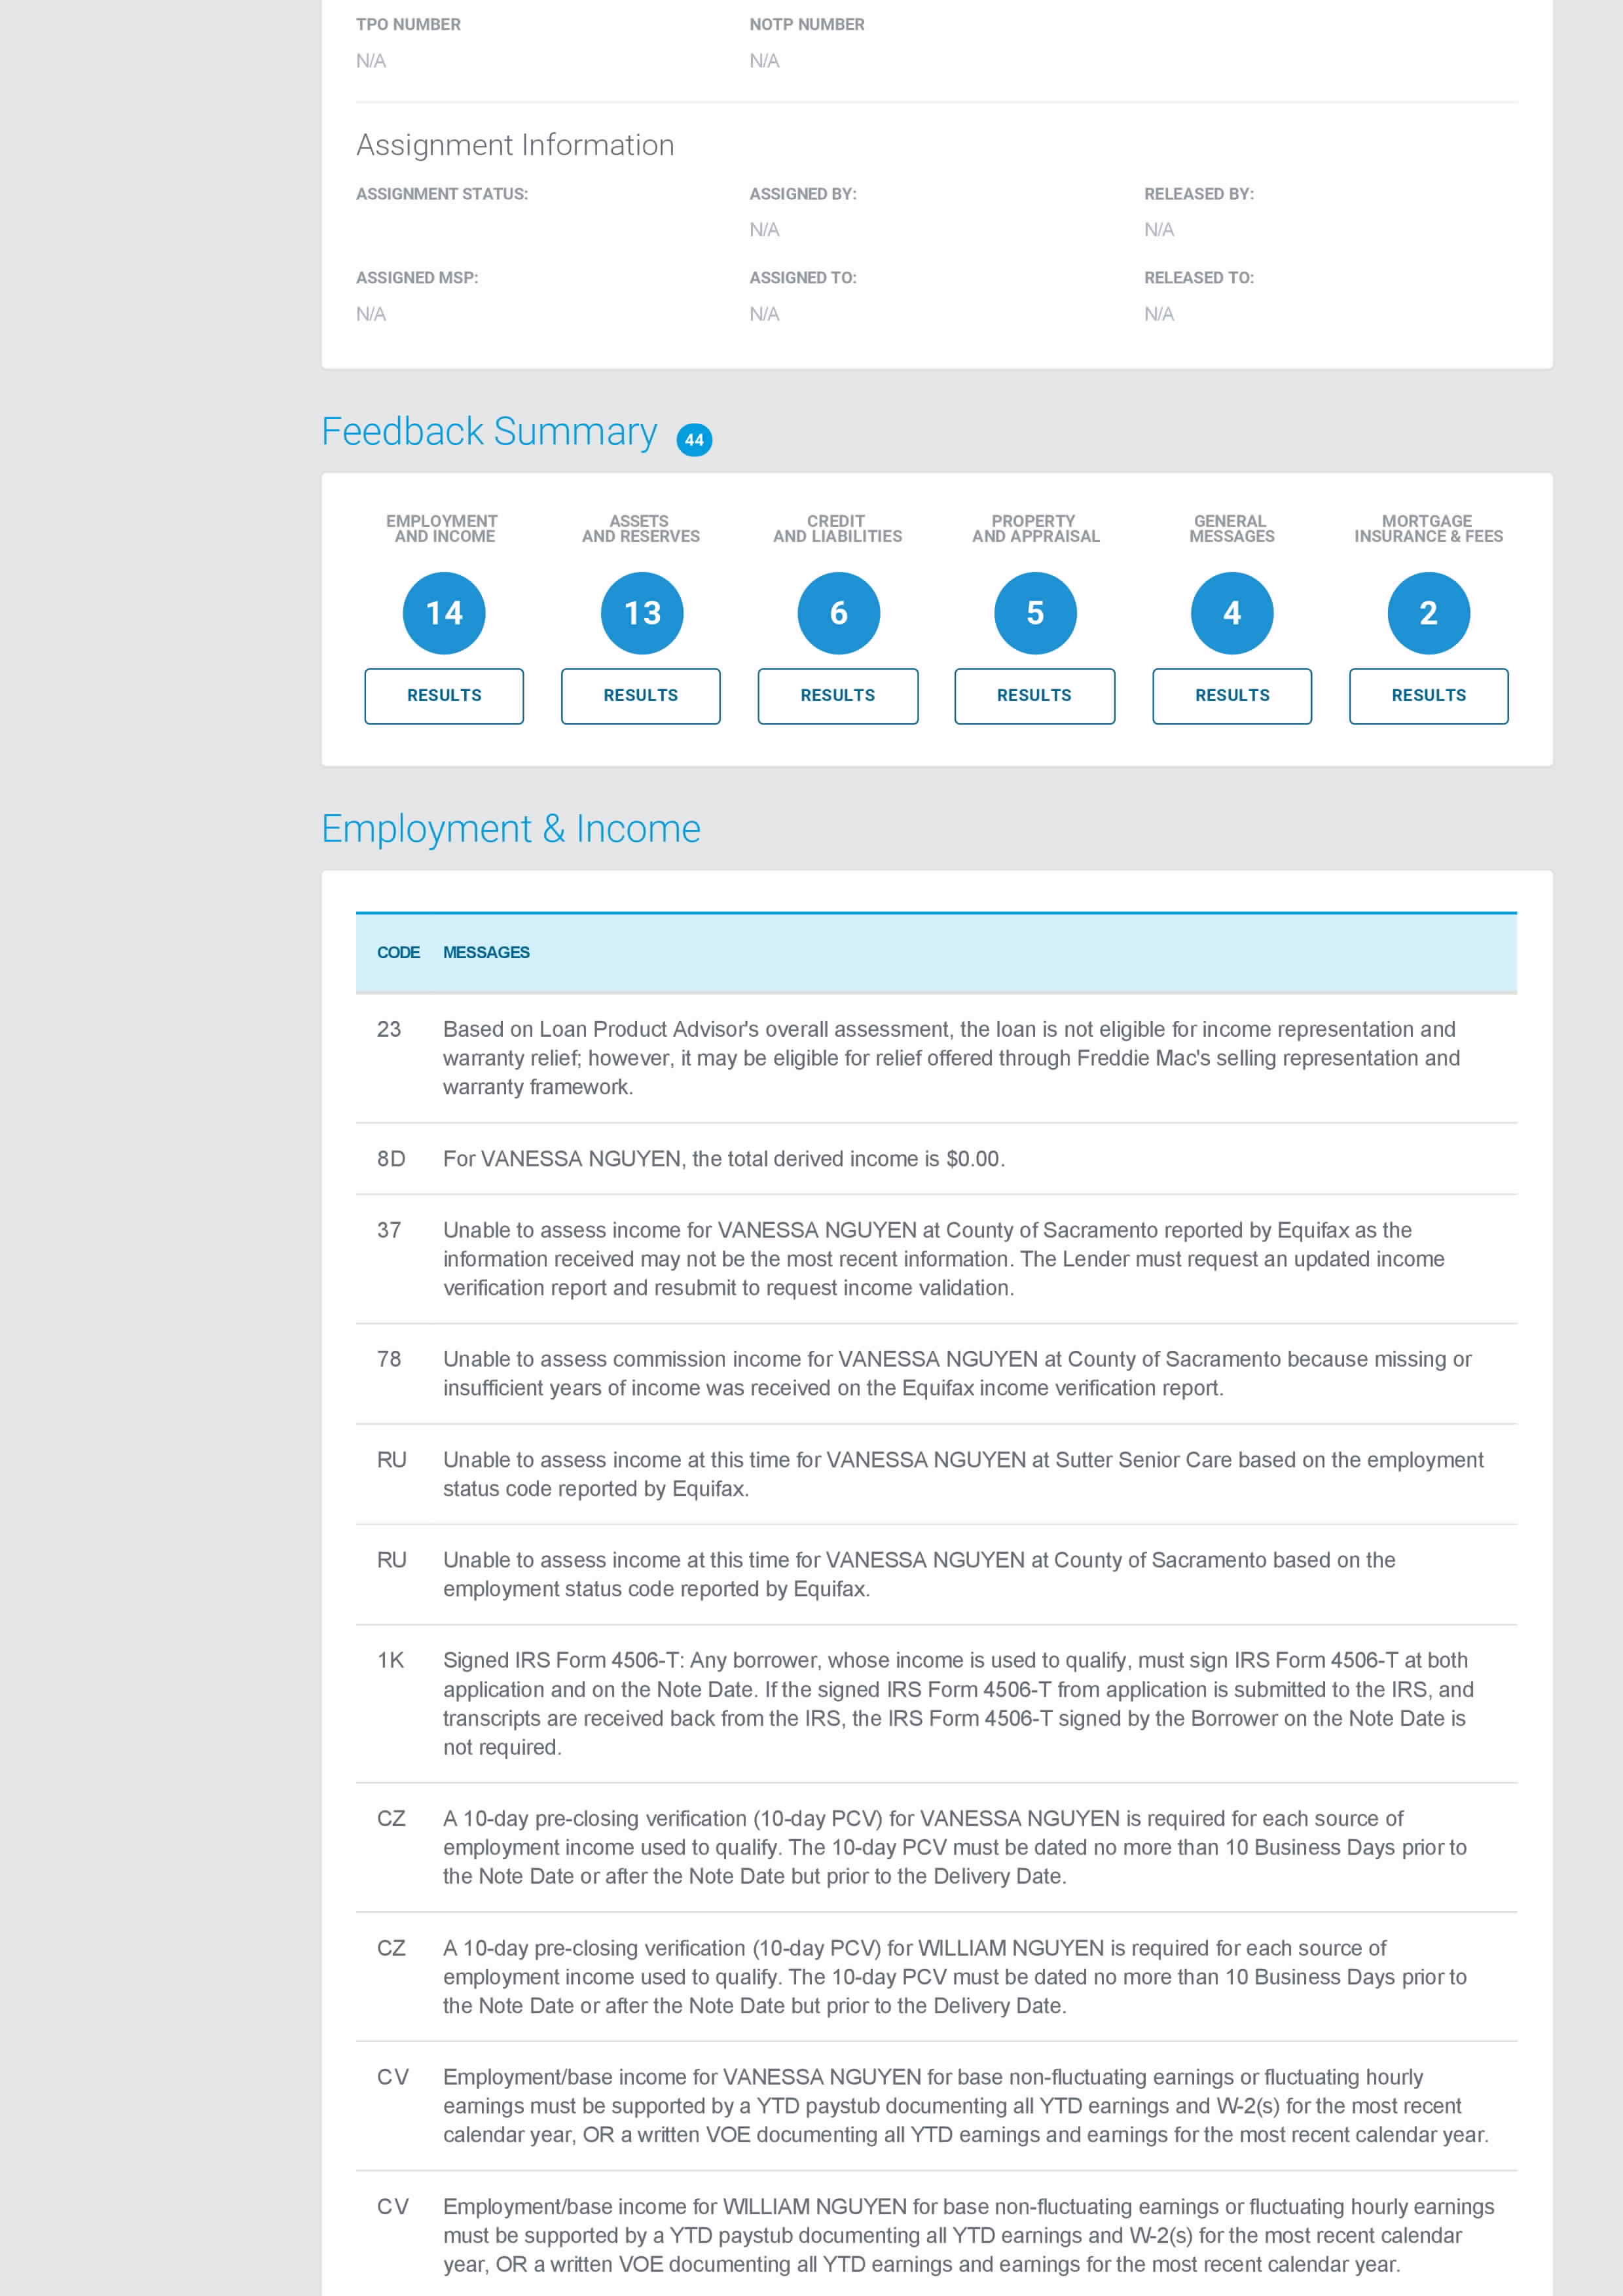 TPO NUMBER NOTP NUMBER
N/A N/A
Assignment Information
ASSIGNMENT STATUS: ASSIGNED BY: RELEASED BY:
N/A N/A
ASSIGNED MSP: ASSIGNED TO: RELEASED TO:
N/A N/A N/A
Feedback Summary 44
EMPLOYMENT ASSETS CREDIT PROPERTY GENERAL MORTGAGE
AND INCOME AND RESERVES AND LIABILITIES AND APPRAISAL MESSAGES INSURANCE & FEES
14 13 6 5 4 2
RESULTS RESULTS RESULTS RESULTS RESULTS RESULTS
Employment & Income
CODE MESSAGES
23 Based on Loan Product Advisor's overall assessment, the loan is not eligible for income representation and
warranty relief; however, it may be eligible for relief offered through Freddie Mac's selling representation and
warranty framework.
8D For VANESSA NGUYEN, the total derived income is $0.00.
37 Unable to assess income for VANESSA NGUYEN at County of Sacramento reported by Equifax as the
information received may not be the most recent information. The Lender must request an updated income
verification report and resubmit to request income validation.
78 Unable to assess commission income for VANESSA NGUYEN at County of Sacramento because missing or
insufficient years of income was received on the Equifax income verification report.
RU Unable to assess income at this time for VANESSA NGUYEN at Sutter Senior Care based on the employment
status code reported by Equifax.
RU Unable to assess income at this time for VANESSA NGUYEN at County of Sacramento based on the
employment status code reported by Equifax.
1K Signed IRS Form 4506-T: Any borrower, whose income is used to qualify, must sign IRS Form 4506-T at both
application and on the Note Date. If the signed IRS Form 4506-T from application is submitted to the IRS, and
transcripts are received back from the IRS, the IRS Form 4506-T signed by the Borrower on the Note Date is
not required.
CZ A 10-day pre-closing verification (10-day PCV) for VANESSA NGUYEN is required for each source of
employment income used to qualify. The 10-day PCV must be dated no more than 10 Business Days prior to
the Note Date or after the Note Date but prior to the Delivery Date.
CZ A 10-day pre-closing verification (10-day PCV) for WILLIAM NGUYEN is required for each source of
employment income used to qualify. The 10-day PCV must be dated no more than 10 Business Days prior to
the Note Date or after the Note Date but prior to the Delivery Date.
CV Employment/base income for VANESSA NGUYEN for base non-fluctuating earnings or fluctuating hourly
earnings must be supported by a YTD paystub documenting all YTD earnings and W-2(s) for the most recent
calendar year, OR a written VOE documenting all YTD earnings and earnings for the most recent calendar year.
CV Employment/base income for WILLIAM NGUYEN for base non-fluctuating earnings or fluctuating hourly earnings
must be supported by a YTD paystub documenting all YTD earnings and W-2(s) for the most recent calendar
year, OR a written VOE documenting all YTD earnings and earnings for the most recent calendar year.